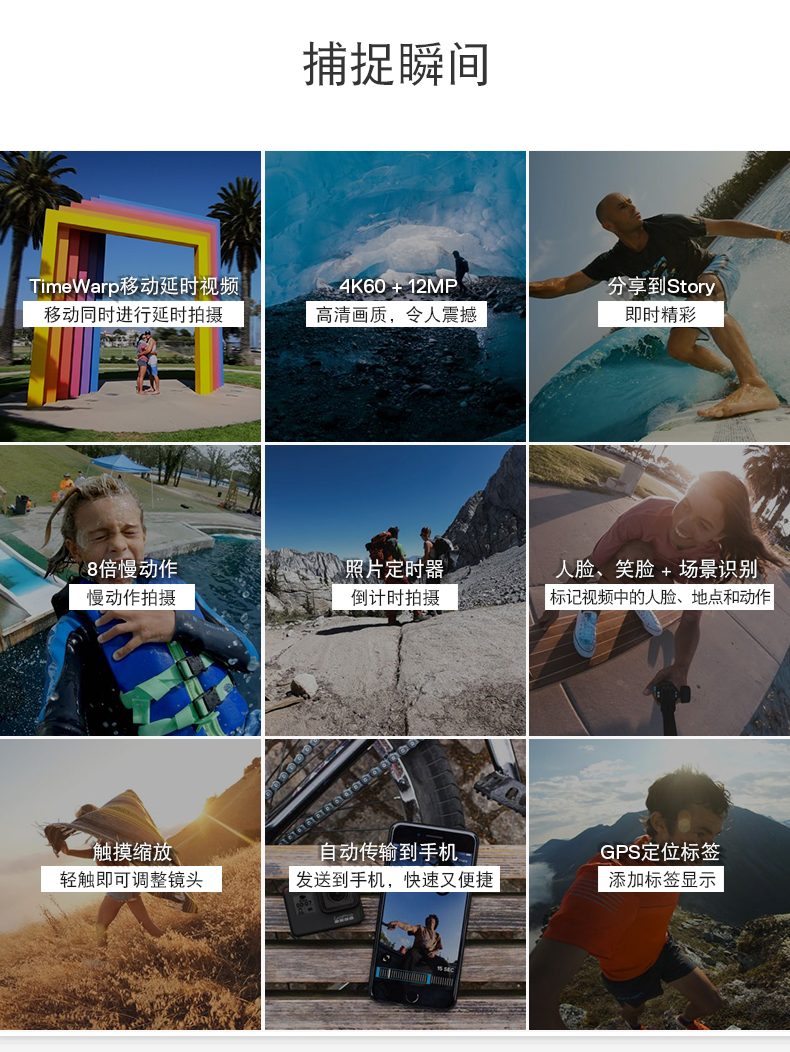 捕捉瞬间
TimeWarp移动延时视频
移动同时进行延时拍摄
4K60 + 12MP
高清画质，令人震撼
分享到Story
即时精彩
8倍慢动作
慢动作拍摄
照片定时器
倒计时拍摄
人脸、笑脸 + 场景识别
标记视频中的人脸、地点和动作
触摸缩放
轻触即可调整镜头
自动传输到手机
发送到手机，快速又便捷
15 SEC
GPS定位标签
添加标签显示